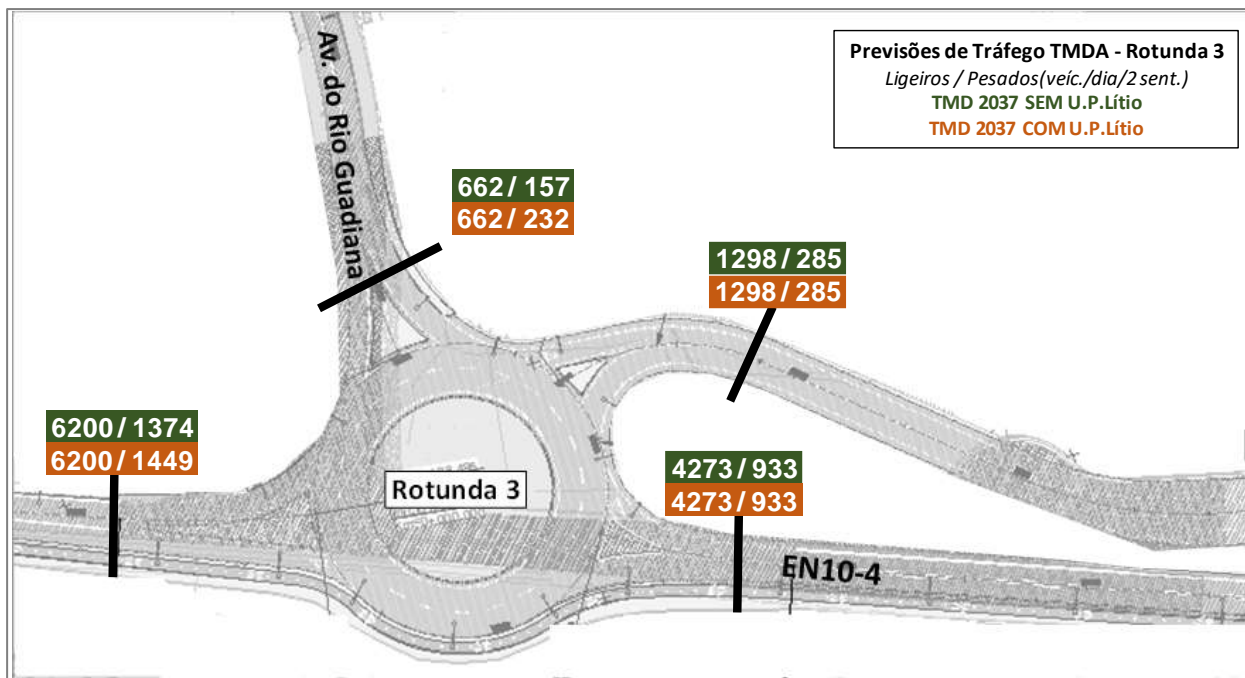 Previsões de Tráfego TMDA - Rotunda 3
Ligeiros / Pesados(veíc./dia/2 sent.)
TMD 2037 SEM U.P.Lítio
TMD 2037 COM U.P.Lítio
Av. do Rio Guadiana
662 / 157
662 / 232
1298 / 285
1298 / 285
6200 / 1374
6200 / 1449
4273 / 933
4273 / 933
Rotunda 3
EN10-4